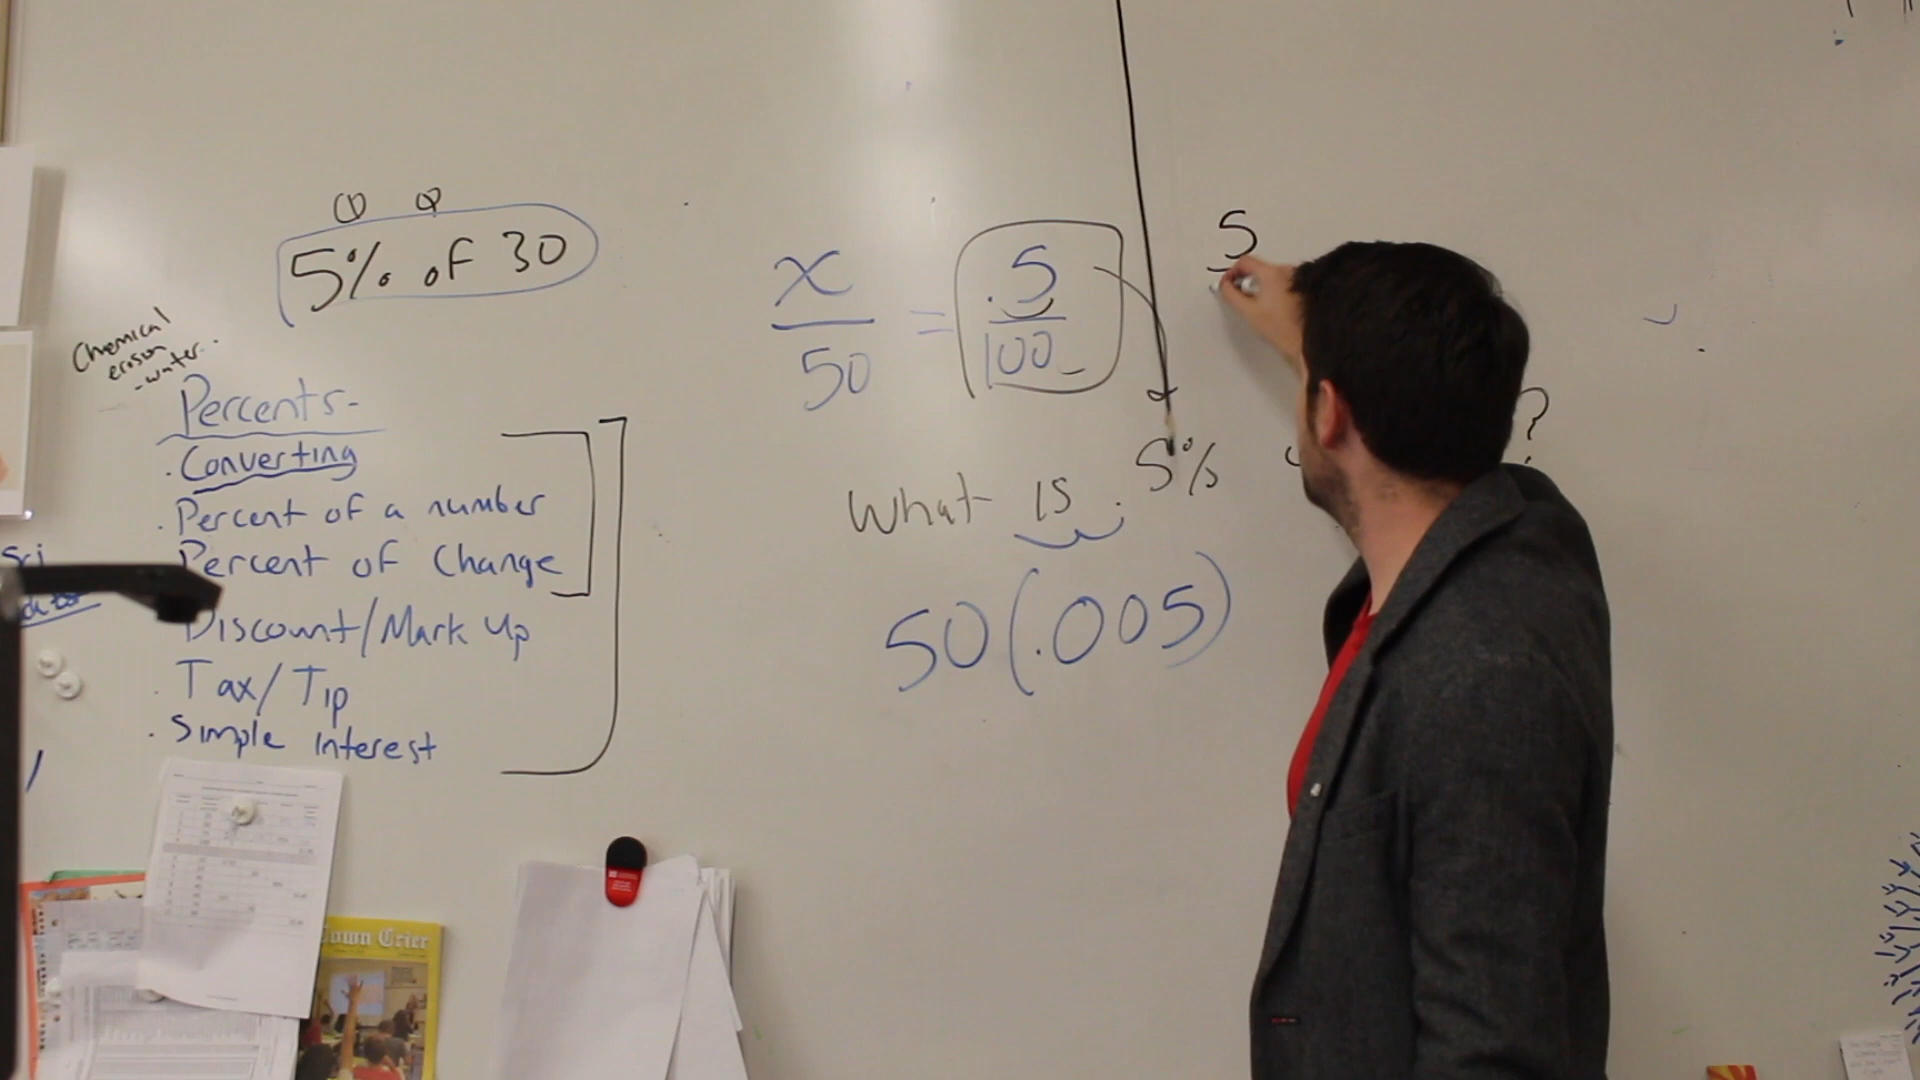 5% of 30
Chemical
erosion
-water.
Percents-
. Converting
. Percent of a number
Percent of Change
Discount/Mark Up
. Tax/Tip
. Simple Interest
x
50
=
.5
100
5
What is .5%
?
50(.005)
Sci
Town Crier